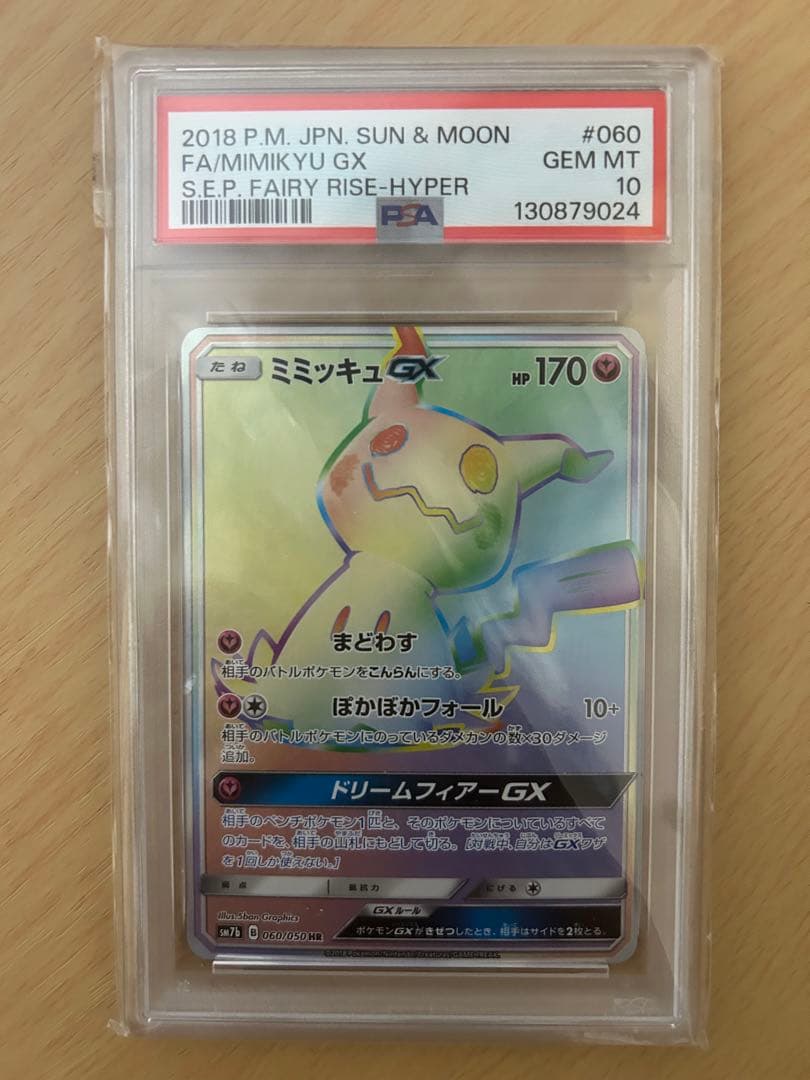 2018 P.M. JPN. SUN & MOON #060
FA/MIMIKYU GX GEM MT
S.E.P. FAIRY RISE-HYPER 10
PSA 130879024
たね ミミッキュGX HP 170
まどわす
相手のバトルポケモンをこんらんにする。
ぽかぼかフォール 10+
相手のバトルポケモンにのっているダメカンの数×30ダメージ
追加。
ドリームフィアーGX
相手のベンチポケモン1匹と、そのポケモンについているすべて
のカードを、相手の山札にもどして切る。[対戦中、自分はGXワザ
を1回しか使えない。]
弱点 抵抗力 にげる
Illus. 5ban Graphics GXルール
SM7b B 060/050 HR ポケモンGXがきぜつしたとき、相手はサイドを2枚とる。